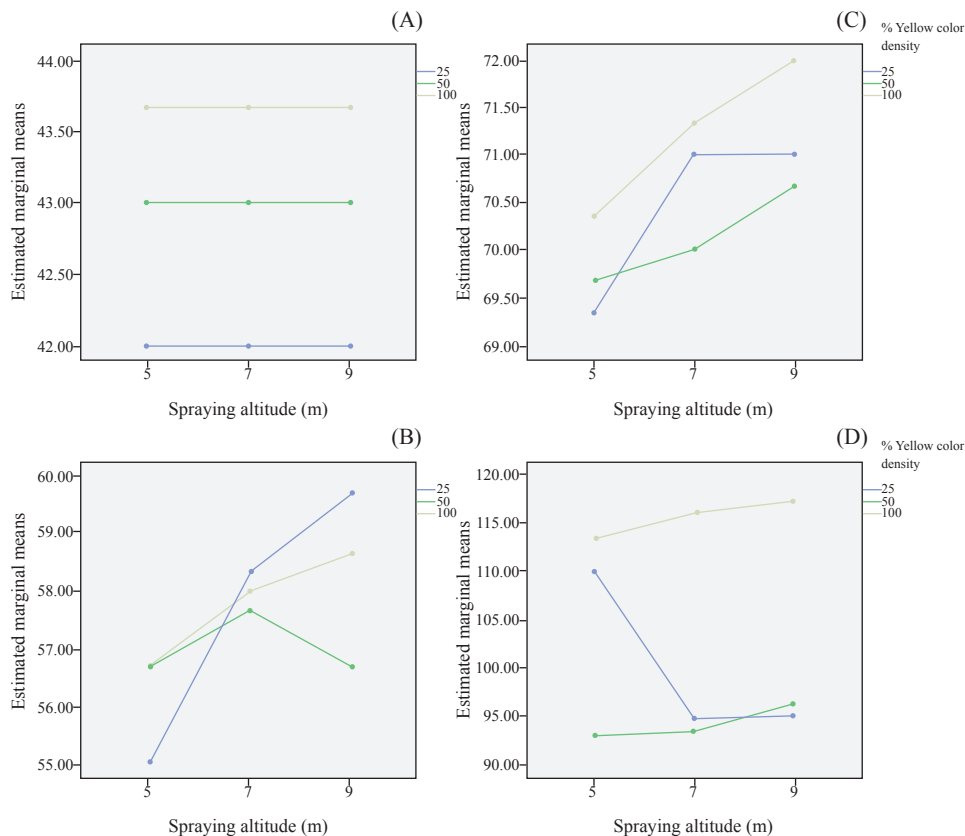 (A)
Estimated marginal means
44.00
43.50
43.00
42.50
42.00
5 7 9
Spraying altitude (m)
25
50
100
(C)
% Yellow color
density
25
50
100
Estimated marginal means
72.00
71.50
71.00
70.50
70.00
69.50
69.00
5 7 9
Spraying altitude (m)
(B)
Estimated marginal means
60.00
59.00
58.00
57.00
56.00
55.00
5 7 9
Spraying altitude (m)
25
50
100
(D)
% Yellow color
density
25
50
100
Estimated marginal means
120.00
115.00
110.00
105.00
100.00
95.00
90.00
5 7 9
Spraying altitude (m)